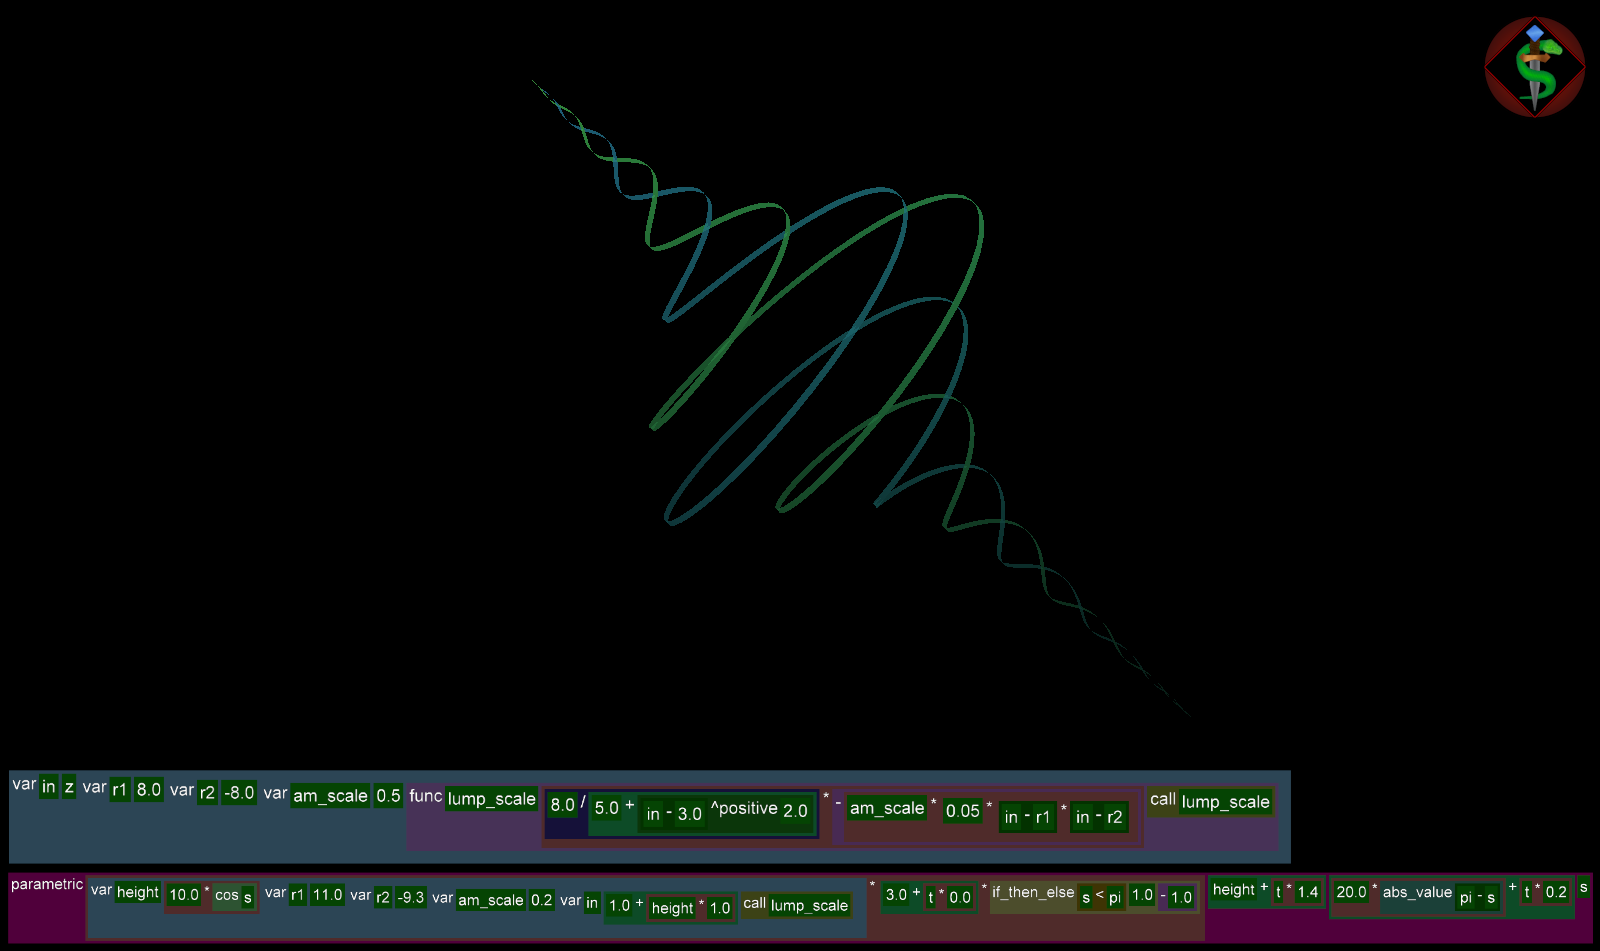 var in z var r1 8.0 var r2 -8.0 var am_scale 0.5 func lump_scale 8.0 / 5.0 + in - 3.0 ^positive 2.0 * - am_scale * 0.05 * in - r1 * in - r2 call lump_scale
parametric var height 10.0 * cos s var r1 11.0 var r2 -9.3 var am_scale 0.2 var in 1.0 + height * 1.0 call lump_scale * 3.0 + t * 0.0 * if_then_else s < pi 1.0 - 1.0 height + t * 1.4 20.0 * abs_value pi - s + t * 0.2 s